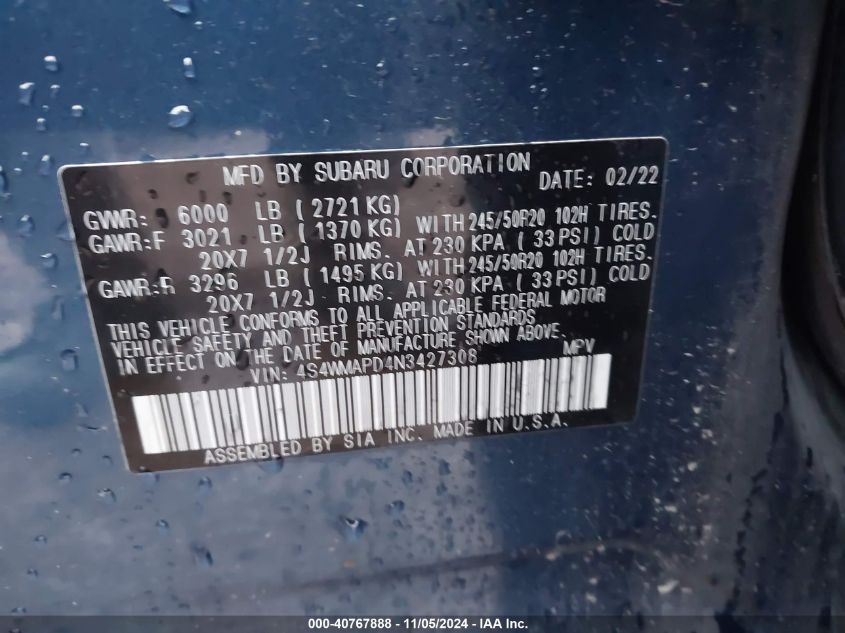 MFD BY SUBARU CORPORATION DATE: 02/22
GVWR: 6000 LB ( 2721 KG)
GAWR:F 3021 LB ( 1370 KG) WITH 245/50R20 102H TIRES.
20X7 1/2J RIMS. AT 230 KPA ( 33 PSI) COLD
GAWR:R 3296 LB ( 1495 KG) WITH 245/50R20 102H TIRES.
20X7 1/2J RIMS. AT 230 KPA ( 33 PSI) COLD
THIS VEHICLE CONFORMS TO ALL APPLICABLE FEDERAL MOTOR
VEHICLE SAFETY AND THEFT PREVENTION STANDARDS
IN EFFECT ON THE DATE OF MANUFACTURE SHOWN ABOVE.
VIN: 4S4WMAPD4N3427308 MPV
ASSEMBLED BY SIA INC. MADE IN U.S.A.
000-40767888 - 11/05/2024 - IAA Inc.